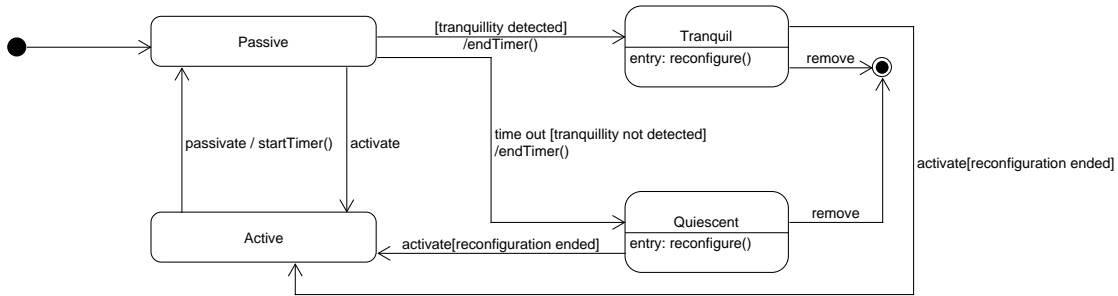 [tranquillity detected]
/endTimer()
Passive
Tranquil
entry: reconfigure()
remove
passivate / startTimer()
activate
time out [tranquillity not detected]
/endTimer()
activate[reconfiguration ended]
Active
activate[reconfiguration ended]
Quiescent
entry: reconfigure()
remove